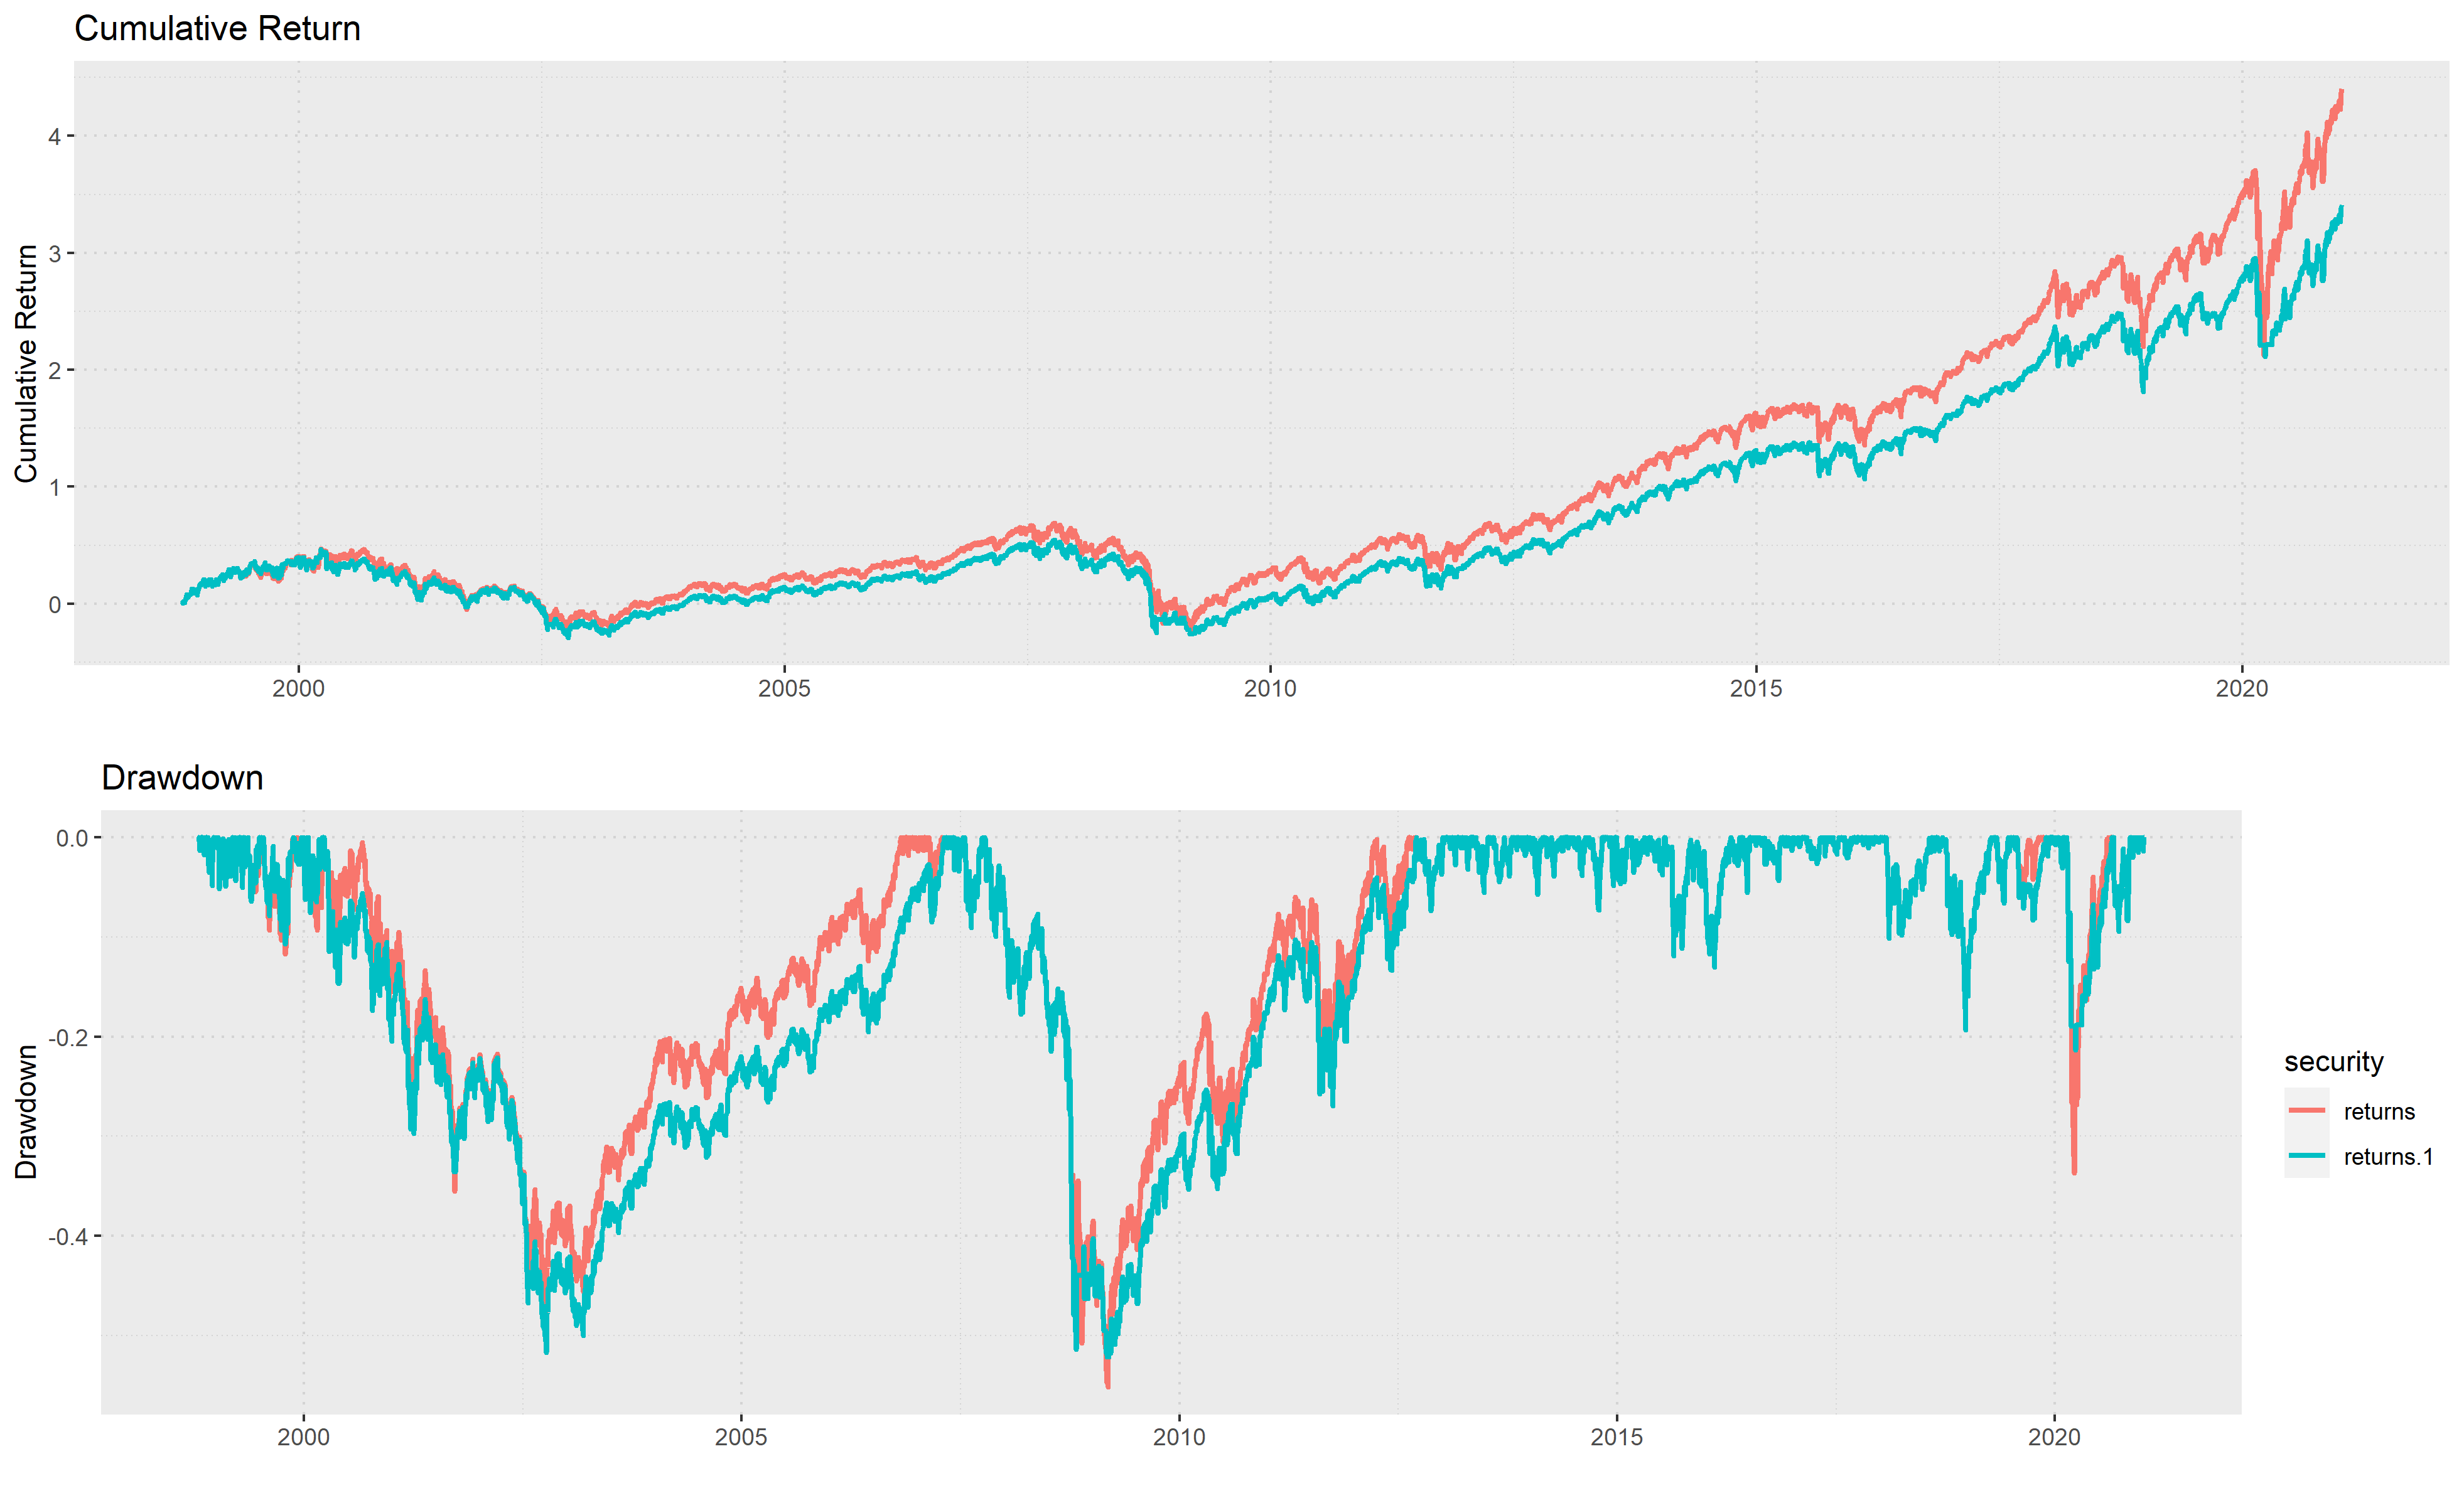 Cumulative Return
Cumulative Return
4
3
2
1
0
2000 2005 2010 2015 2020
Drawdown
Drawdown
0.0
-0.2
-0.4
2000 2005 2010 2015 2020
security
returns
returns.1